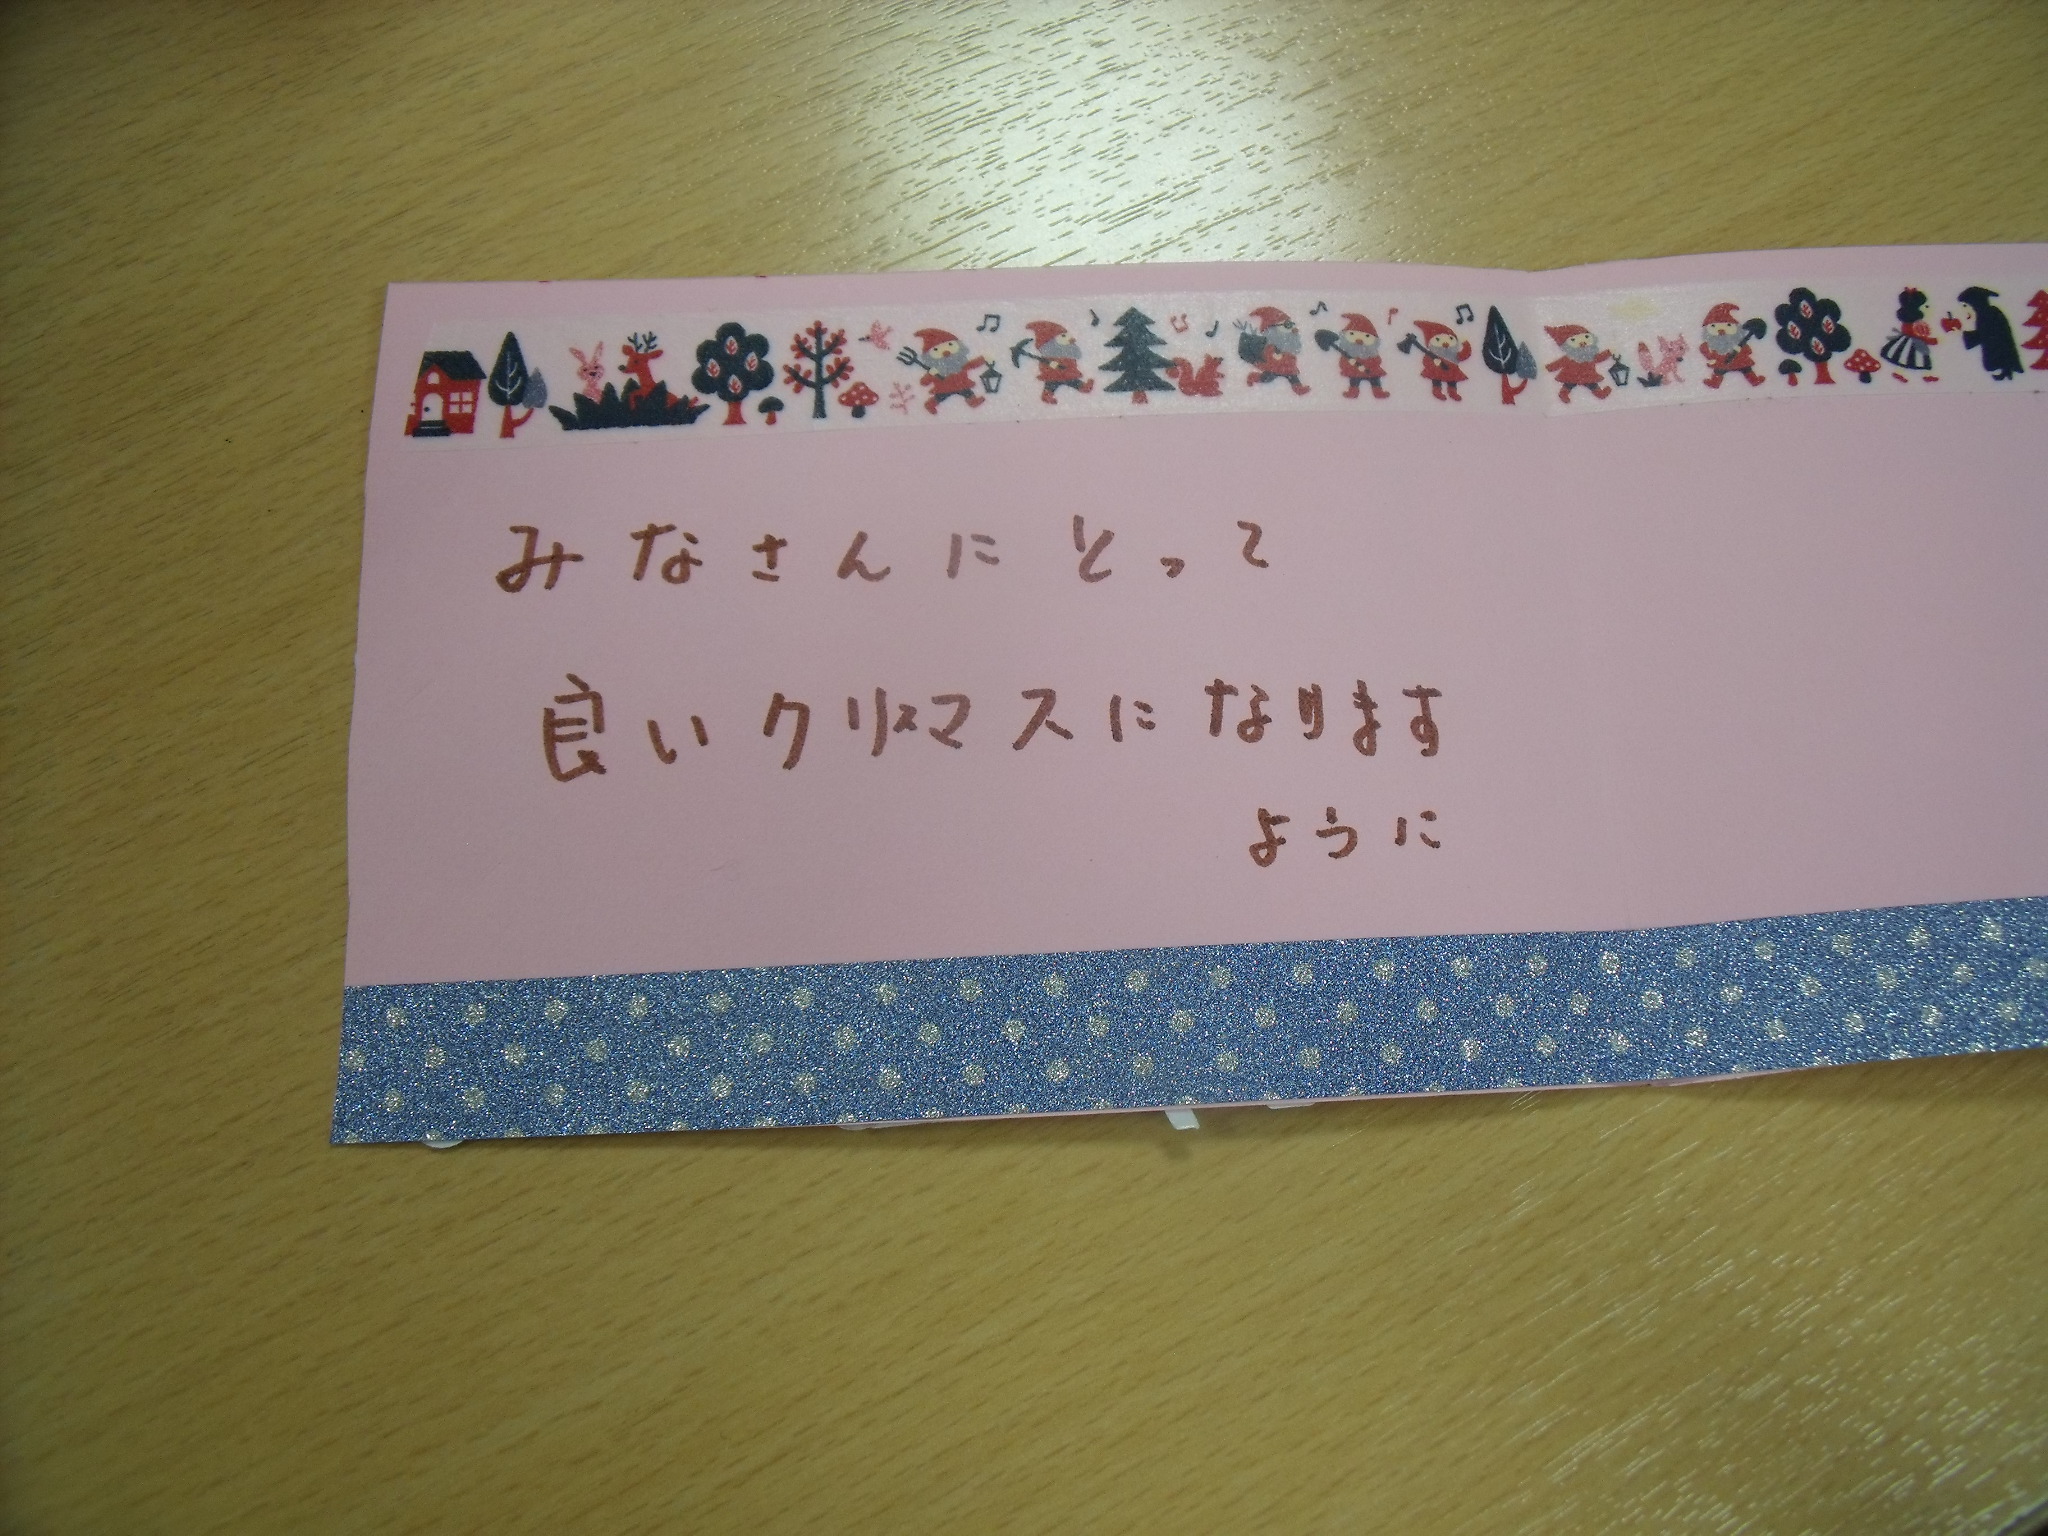 みなさんにとって
良いクリスマスになります
ように